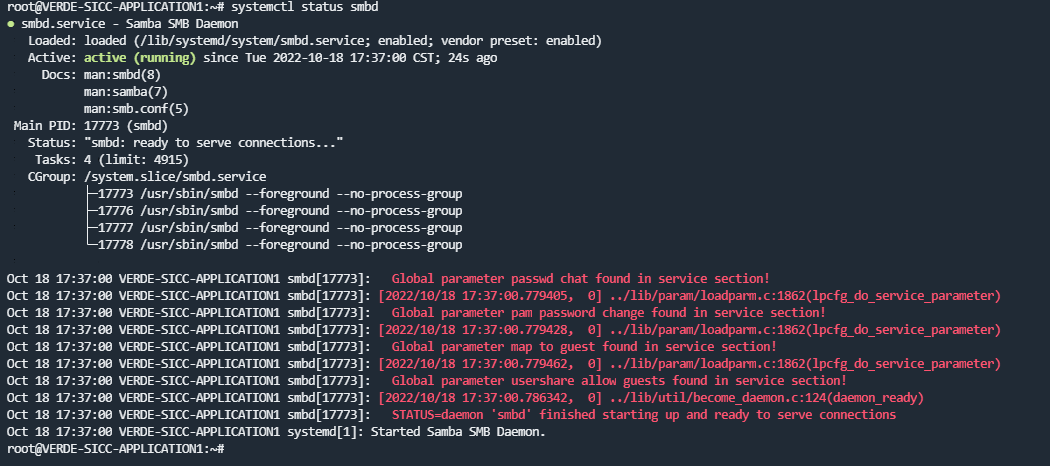 root@VERDE-SICC-APPLICATION1:~# systemctl status smbd
● smbd.service - Samba SMB Daemon
   Loaded: loaded (/lib/systemd/system/smbd.service; enabled; vendor preset: enabled)
   Active: active (running) since Tue 2022-10-18 17:37:00 CST; 24s ago
     Docs: man:smbd(8)
           man:samba(7)
           man:smb.conf(5)
 Main PID: 17773 (smbd)
   Status: "smbd: ready to serve connections..."
    Tasks: 4 (limit: 4915)
   CGroup: /system.slice/smbd.service
           ├─17773 /usr/sbin/smbd --foreground --no-process-group
           ├─17776 /usr/sbin/smbd --foreground --no-process-group
           ├─17777 /usr/sbin/smbd --foreground --no-process-group
           └─17778 /usr/sbin/smbd --foreground --no-process-group
Oct 18 17:37:00 VERDE-SICC-APPLICATION1 smbd[17773]:   Global parameter passwd chat found in service section!
Oct 18 17:37:00 VERDE-SICC-APPLICATION1 smbd[17773]: [2022/10/18 17:37:00.779405,  0] ../lib/param/loadparm.c:1862(lpcfg_do_service_parameter)
Oct 18 17:37:00 VERDE-SICC-APPLICATION1 smbd[17773]:   Global parameter pam password change found in service section!
Oct 18 17:37:00 VERDE-SICC-APPLICATION1 smbd[17773]: [2022/10/18 17:37:00.779428,  0] ../lib/param/loadparm.c:1862(lpcfg_do_service_parameter)
Oct 18 17:37:00 VERDE-SICC-APPLICATION1 smbd[17773]:   Global parameter map to guest found in service section!
Oct 18 17:37:00 VERDE-SICC-APPLICATION1 smbd[17773]: [2022/10/18 17:37:00.779462,  0] ../lib/param/loadparm.c:1862(lpcfg_do_service_parameter)
Oct 18 17:37:00 VERDE-SICC-APPLICATION1 smbd[17773]:   Global parameter usershare allow guests found in service section!
Oct 18 17:37:00 VERDE-SICC-APPLICATION1 smbd[17773]: [2022/10/18 17:37:00.786342,  0] ../lib/util/become_daemon.c:124(daemon_ready)
Oct 18 17:37:00 VERDE-SICC-APPLICATION1 smbd[17773]:   STATUS=daemon 'smbd' finished starting up and ready to serve connections
Oct 18 17:37:00 VERDE-SICC-APPLICATION1 systemd[1]: Started Samba SMB Daemon.
root@VERDE-SICC-APPLICATION1:~#